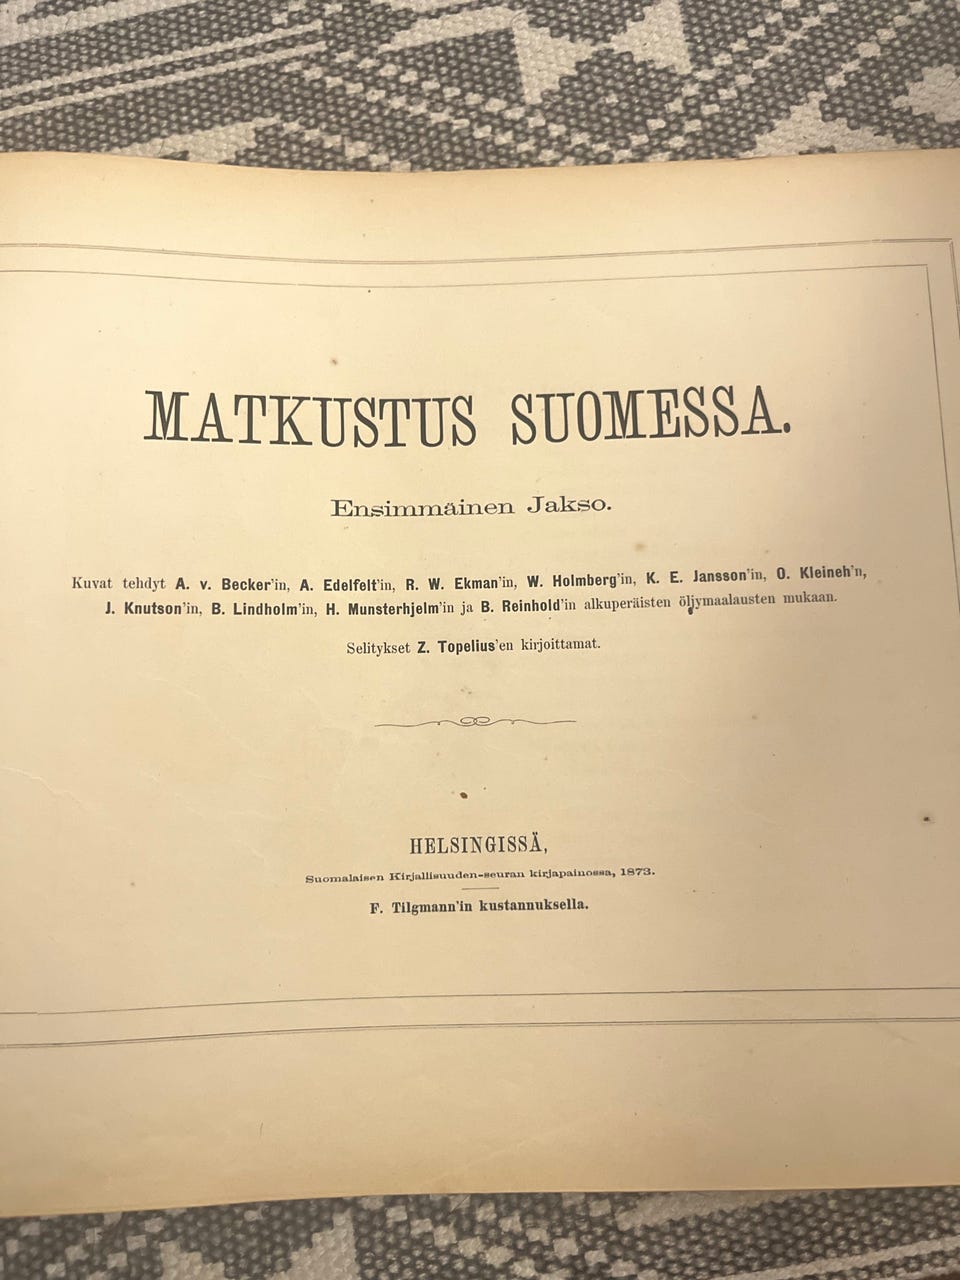 MATKUSTUS SUOMESSA.
Ensimmäinen Jakso.
Kuvat tehdyt A. v. Becker'in, A. Edelfelt'in, R. W. Ekman'in, W. Holmberg'in, K. E. Jansson'in, O. Kleineh'n,
J. Knutson'in, B. Lindholm'in, H. Munsterhjelm'in ja B. Reinhold'in alkuperäisten öljymaalausten mukaan.
Selitykset Z. Topelius'en kirjoittamat.
HELSINGISSÄ,
Suomalaisen Kirjallisuuden-seuran kirjapainossa, 1873.
F. Tilgmann'in kustannuksella.